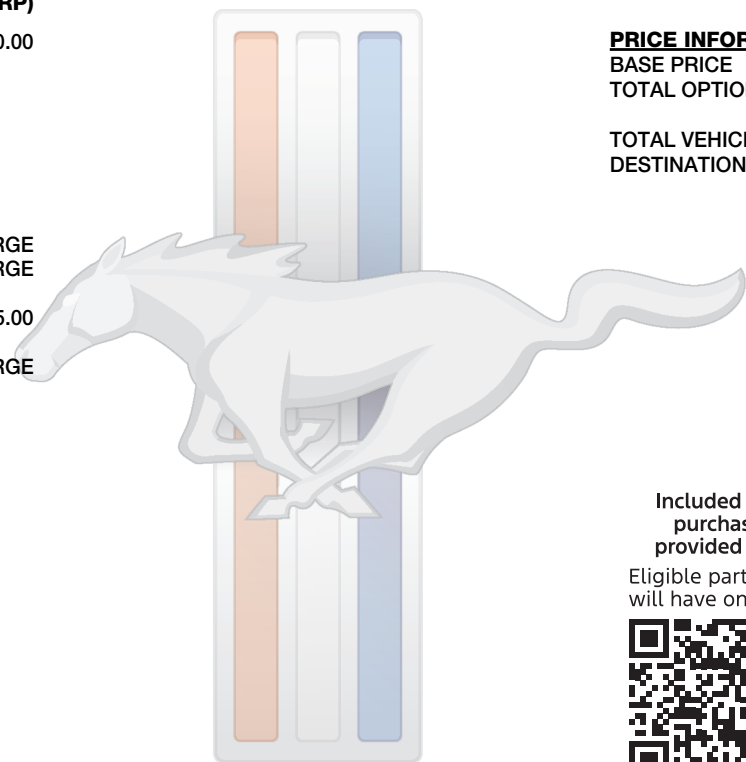 RP)
0.00
RGE
RGE
5.00
RGE
PRICE INFOR
BASE PRICE
TOTAL OPTIO
TOTAL VEHICL
DESTINATION
Included
purchas
provided
Eligible part
will have on